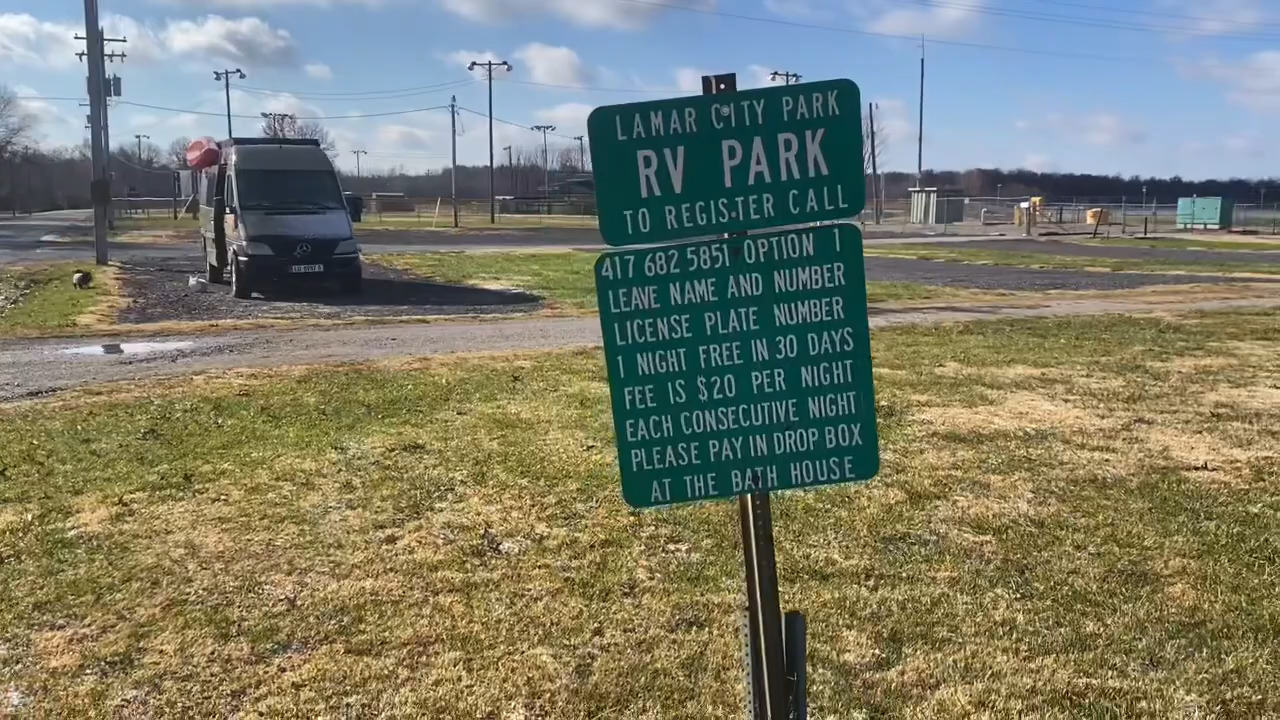 LAMAR CITY PARK
RV PARK
TO REGISTER CALL
417 682 5851 OPTION 1
LEAVE NAME AND NUMBER
LICENSE PLATE NUMBER
1 NIGHT FREE IN 30 DAYS
FEE IS $20 PER NIGHT
EACH CONSECUTIVE NIGHT
PLEASE PAY IN DROP BOX
AT THE BATH HOUSE